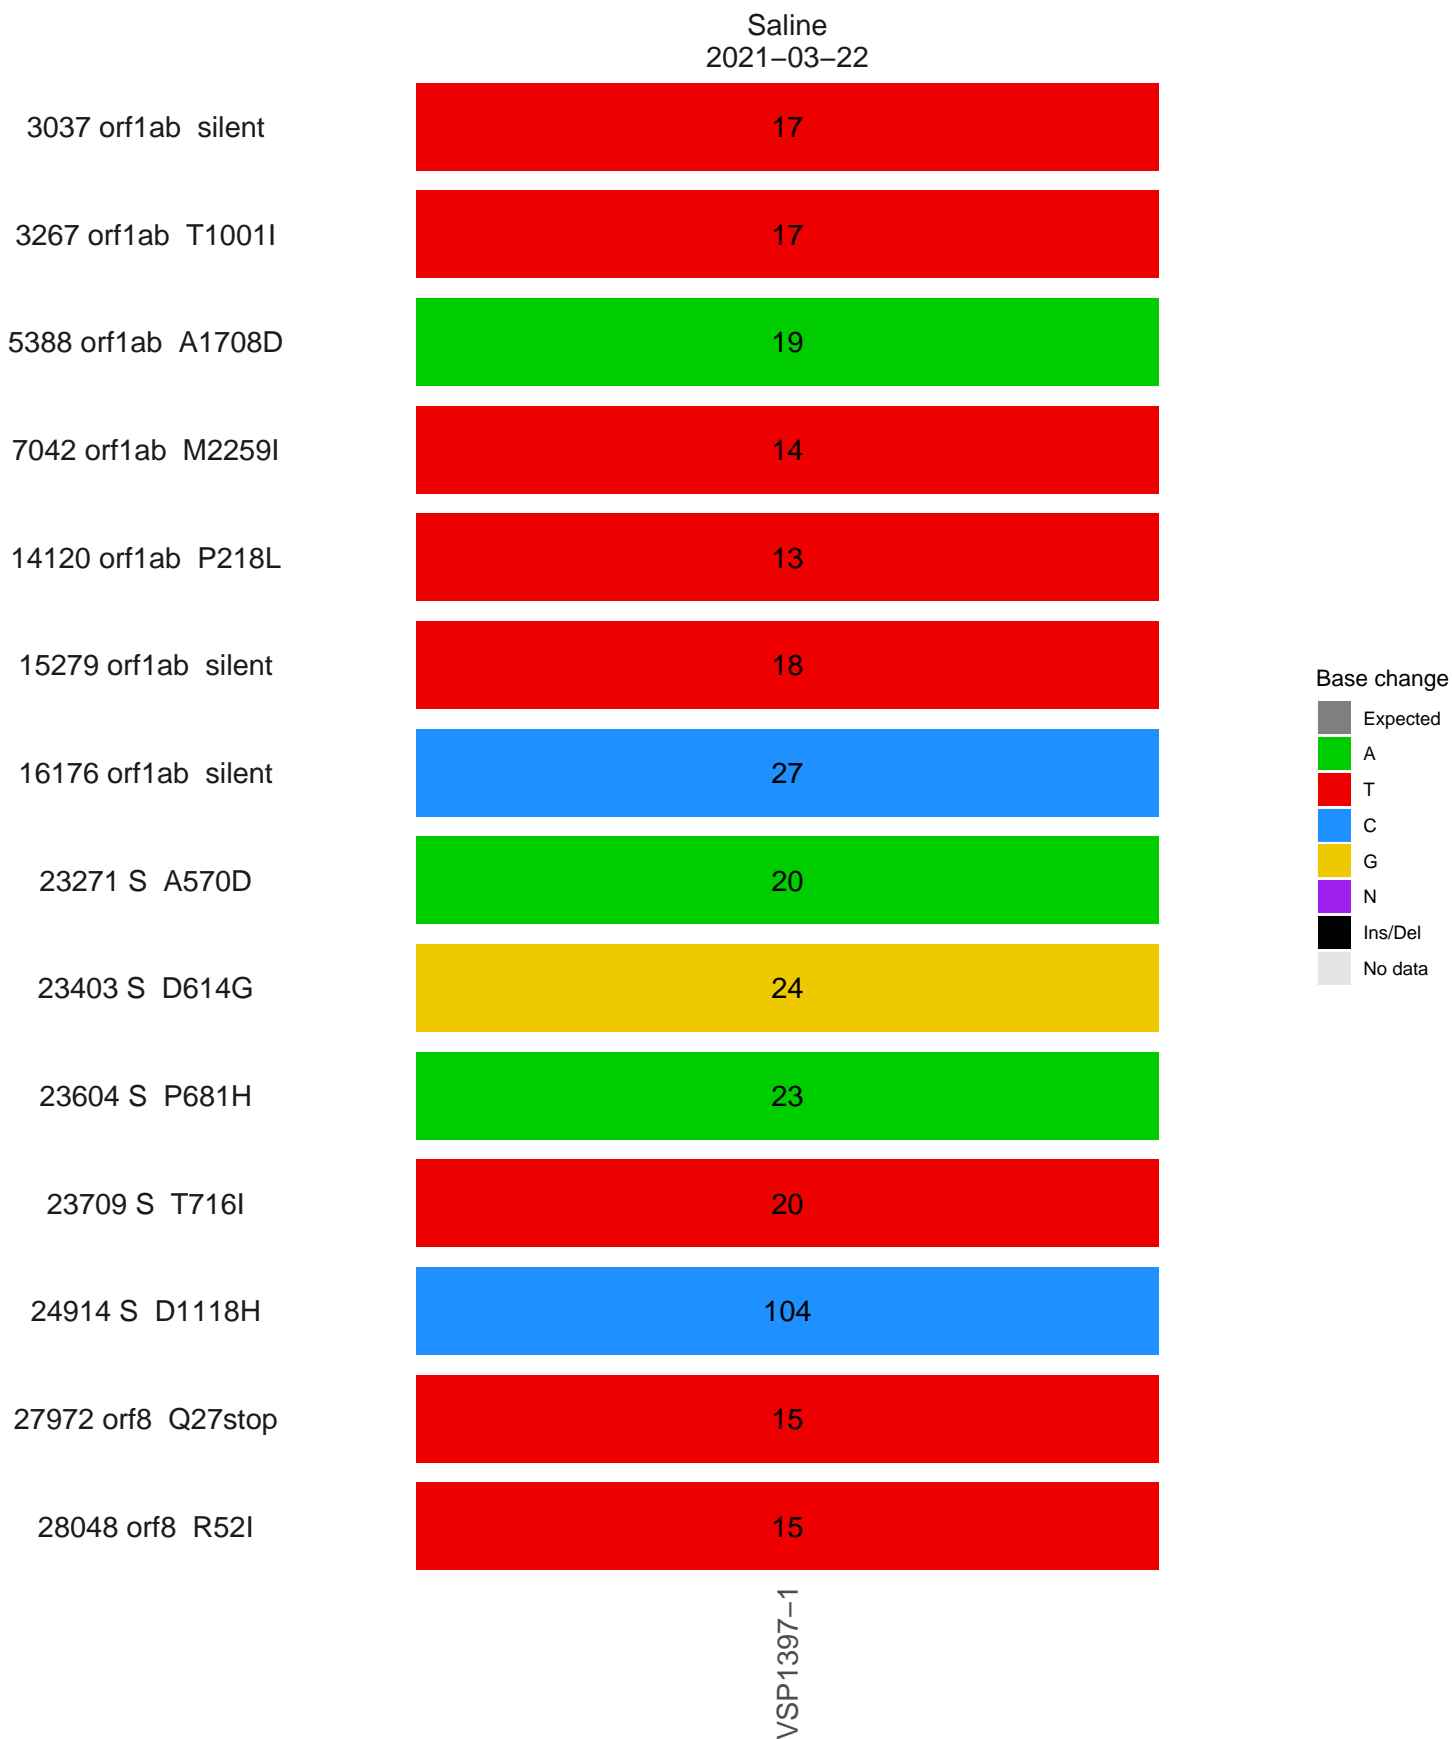 Saline
2021−03−22
3037 orf1ab silent
17
3267 orf1ab T1001I
17
5388 orf1ab A1708D
19
7042 orf1ab M2259I
14
14120 orf1ab P218L
13
15279 orf1ab silent
18
16176 orf1ab silent
27
23271 S A570D
20
23403 S D614G
24
23604 S P681H
23
23709 S T716I
20
24914 S D1118H
104
27972 orf8 Q27stop
15
28048 orf8 R52I
15
VSP1397−1
Base change
Expected
A
T
C
G
N
Ins/Del
No data